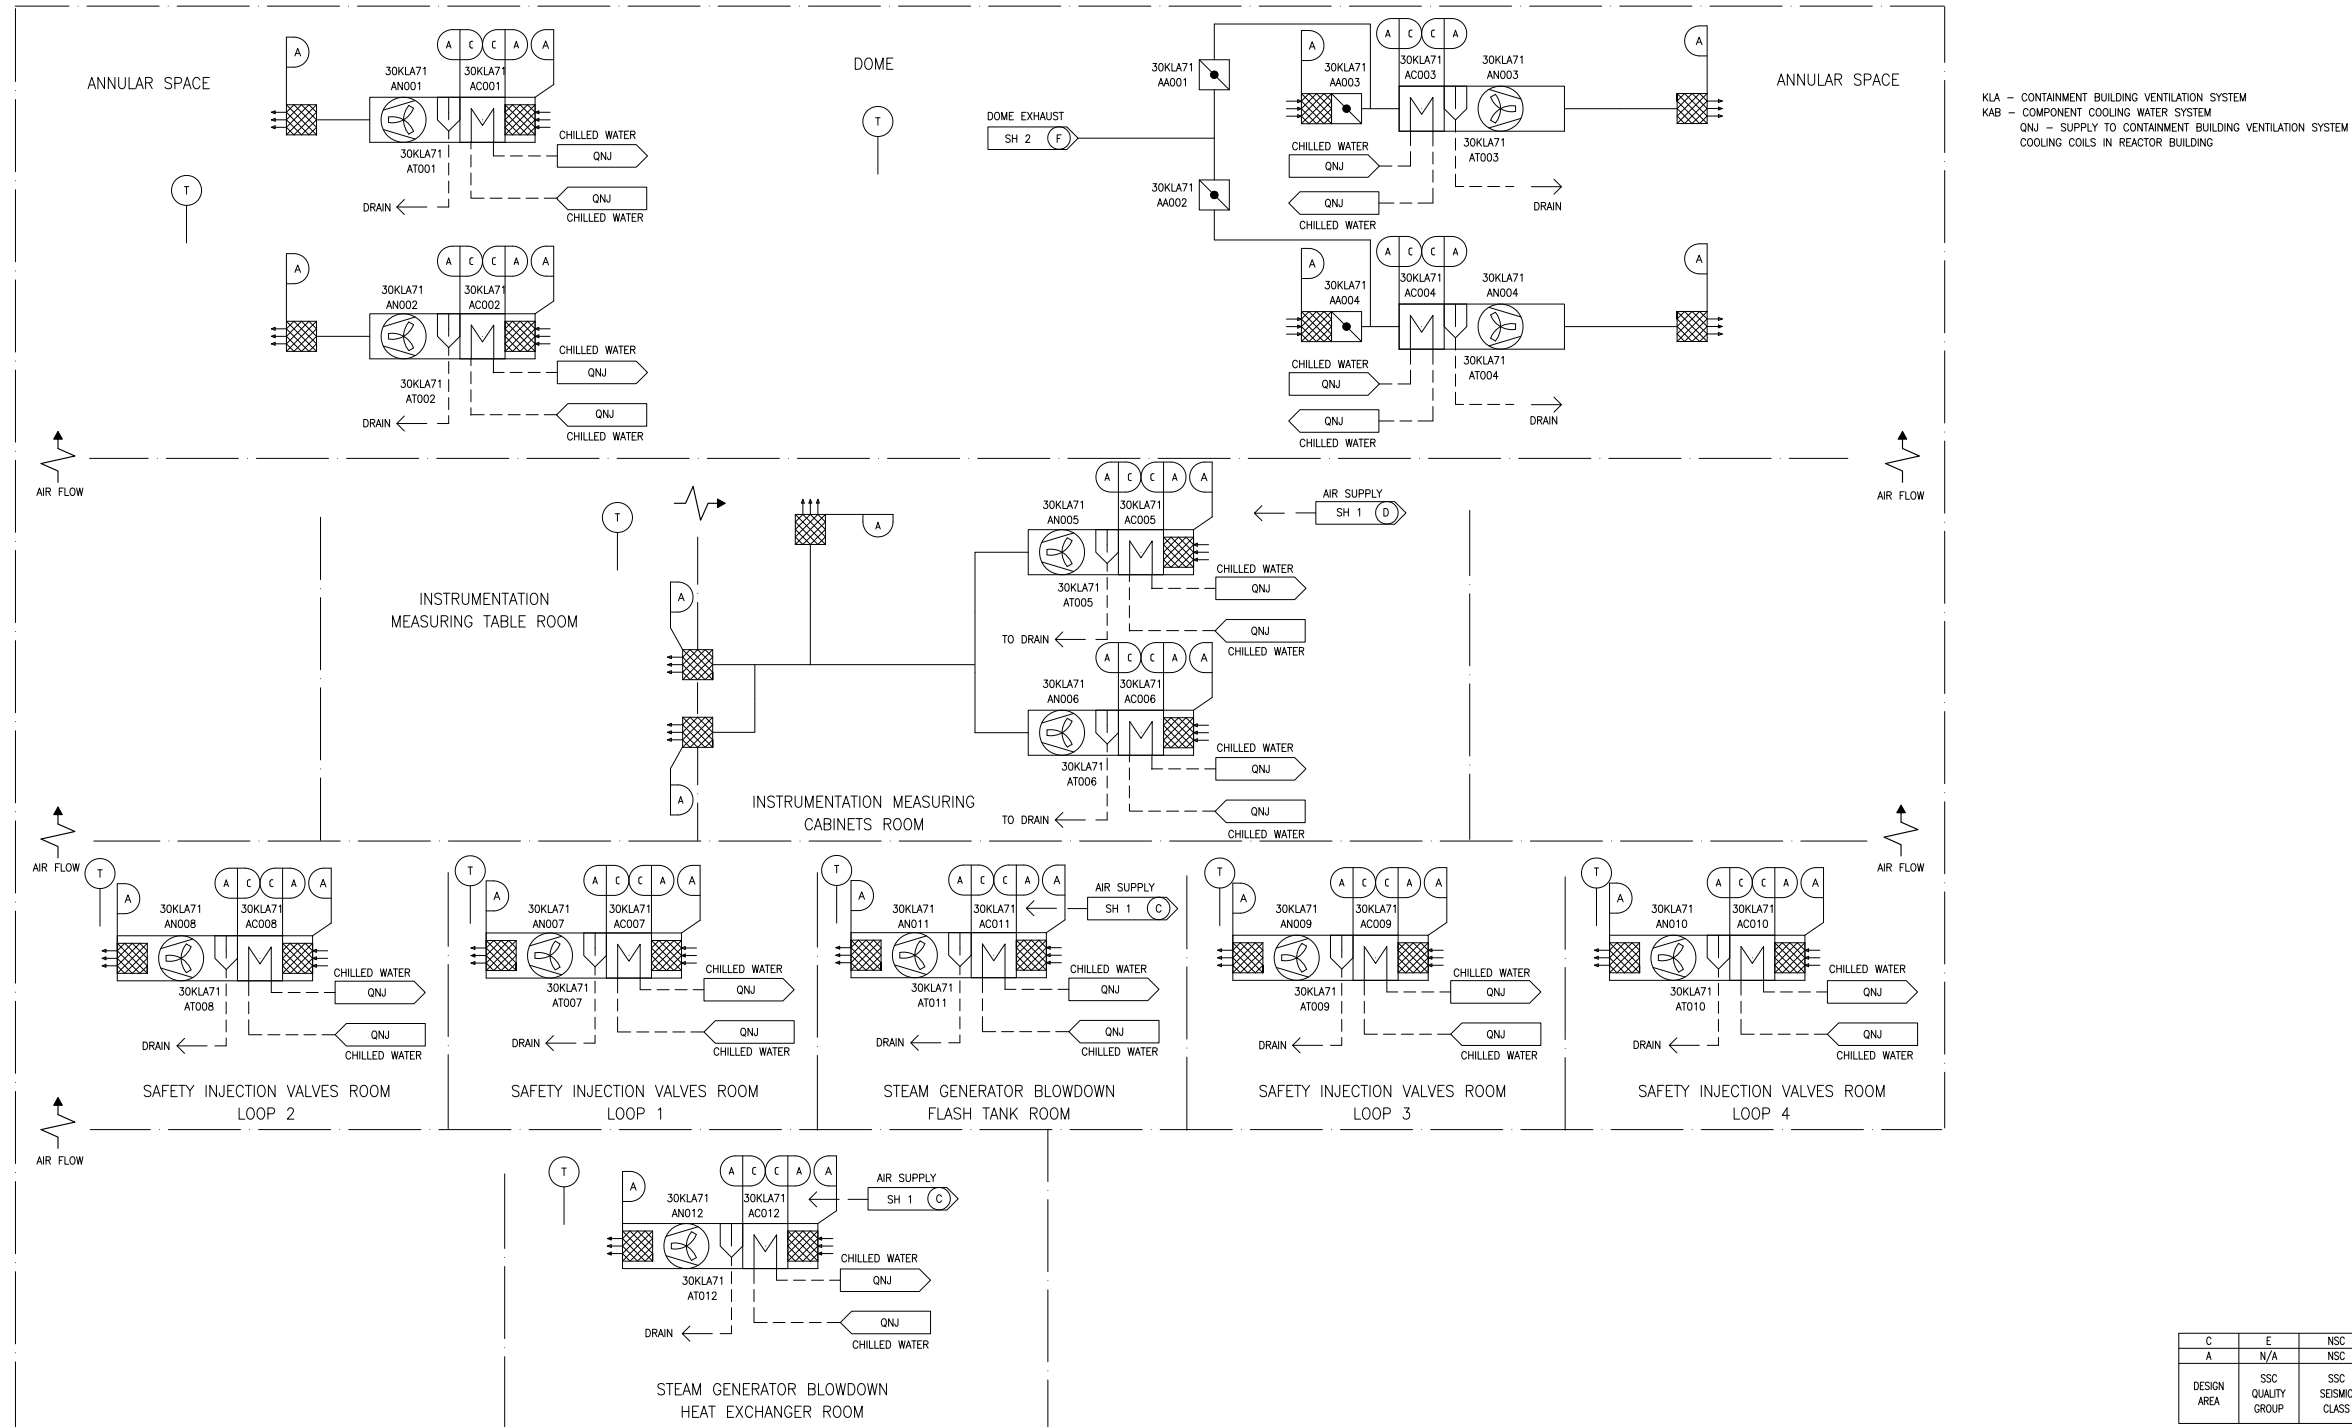 ANNULAR SPACE
A
A C C A A
30KLA71
AN001
30KLA71
AC001
30KLA71
AT001
CHILLED WATER
QNJ
QNJ
CHILLED WATER
DRAIN
T
A
A C C A A
30KLA71
AN002
30KLA71
AC002
30KLA71
AT002
CHILLED WATER
QNJ
QNJ
CHILLED WATER
DRAIN
DOME
T
DOME EXHAUST
SH 2 F
30KLA71
AA001
30KLA71
AA002
A
30KLA71
AA003
A C C A
30KLA71
AC003
30KLA71
AN003
A
30KLA71
AT003
CHILLED WATER
QNJ
QNJ
CHILLED WATER
DRAIN
A
30KLA71
AA004
A C C A
30KLA71
AC004
30KLA71
AN004
A
30KLA71
AT004
CHILLED WATER
QNJ
QNJ
CHILLED WATER
DRAIN
ANNULAR SPACE
KLA – CONTAINMENT BUILDING VENTILATION SYSTEM
KAB – COMPONENT COOLING WATER SYSTEM
QNJ – SUPPLY TO CONTAINMENT BUILDING VENTILATION SYSTEM
COOLING COILS IN REACTOR BUILDING
AIR FLOW
AIR FLOW
T
INSTRUMENTATION
MEASURING TABLE ROOM
A
A
A
A C C A A
30KLA71
AN005
30KLA71
AC005
30KLA71
AT005
AIR SUPPLY
SH 1 D
CHILLED WATER
QNJ
QNJ
CHILLED WATER
TO DRAIN
A C C A A
30KLA71
AN006
30KLA71
AC006
30KLA71
AT006
CHILLED WATER
QNJ
QNJ
CHILLED WATER
TO DRAIN
INSTRUMENTATION MEASURING
CABINETS ROOM
AIR FLOW
AIR FLOW
T
A
A C C A A
30KLA71
AN008
30KLA71
AC008
30KLA71
AT008
CHILLED WATER
QNJ
QNJ
CHILLED WATER
DRAIN
SAFETY INJECTION VALVES ROOM
LOOP 2
T
A
A C C A A
30KLA71
AN007
30KLA71
AC007
30KLA71
AT007
CHILLED WATER
QNJ
QNJ
CHILLED WATER
DRAIN
SAFETY INJECTION VALVES ROOM
LOOP 1
T
A
A C C A A
30KLA71
AN011
30KLA71
AC011
30KLA71
AT011
AIR SUPPLY
SH 1 C
CHILLED WATER
QNJ
QNJ
CHILLED WATER
DRAIN
STEAM GENERATOR BLOWDOWN
FLASH TANK ROOM
T
A
A C C A A
30KLA71
AN009
30KLA71
AC009
30KLA71
AT009
CHILLED WATER
QNJ
QNJ
CHILLED WATER
DRAIN
SAFETY INJECTION VALVES ROOM
LOOP 3
T
A
A C C A A
30KLA71
AN010
30KLA71
AC010
30KLA71
AT010
CHILLED WATER
QNJ
QNJ
CHILLED WATER
DRAIN
SAFETY INJECTION VALVES ROOM
LOOP 4
AIR FLOW
T
A
A C C A A
30KLA71
AN012
30KLA71
AC012
30KLA71
AT012
AIR SUPPLY
SH 1 C
CHILLED WATER
QNJ
QNJ
CHILLED WATER
DRAIN
STEAM GENERATOR BLOWDOWN
HEAT EXCHANGER ROOM
C E NSC
A N/A NSC
DESIGN
AREA
SSC
QUALITY
GROUP
SSC
SEISMIC
CLASS